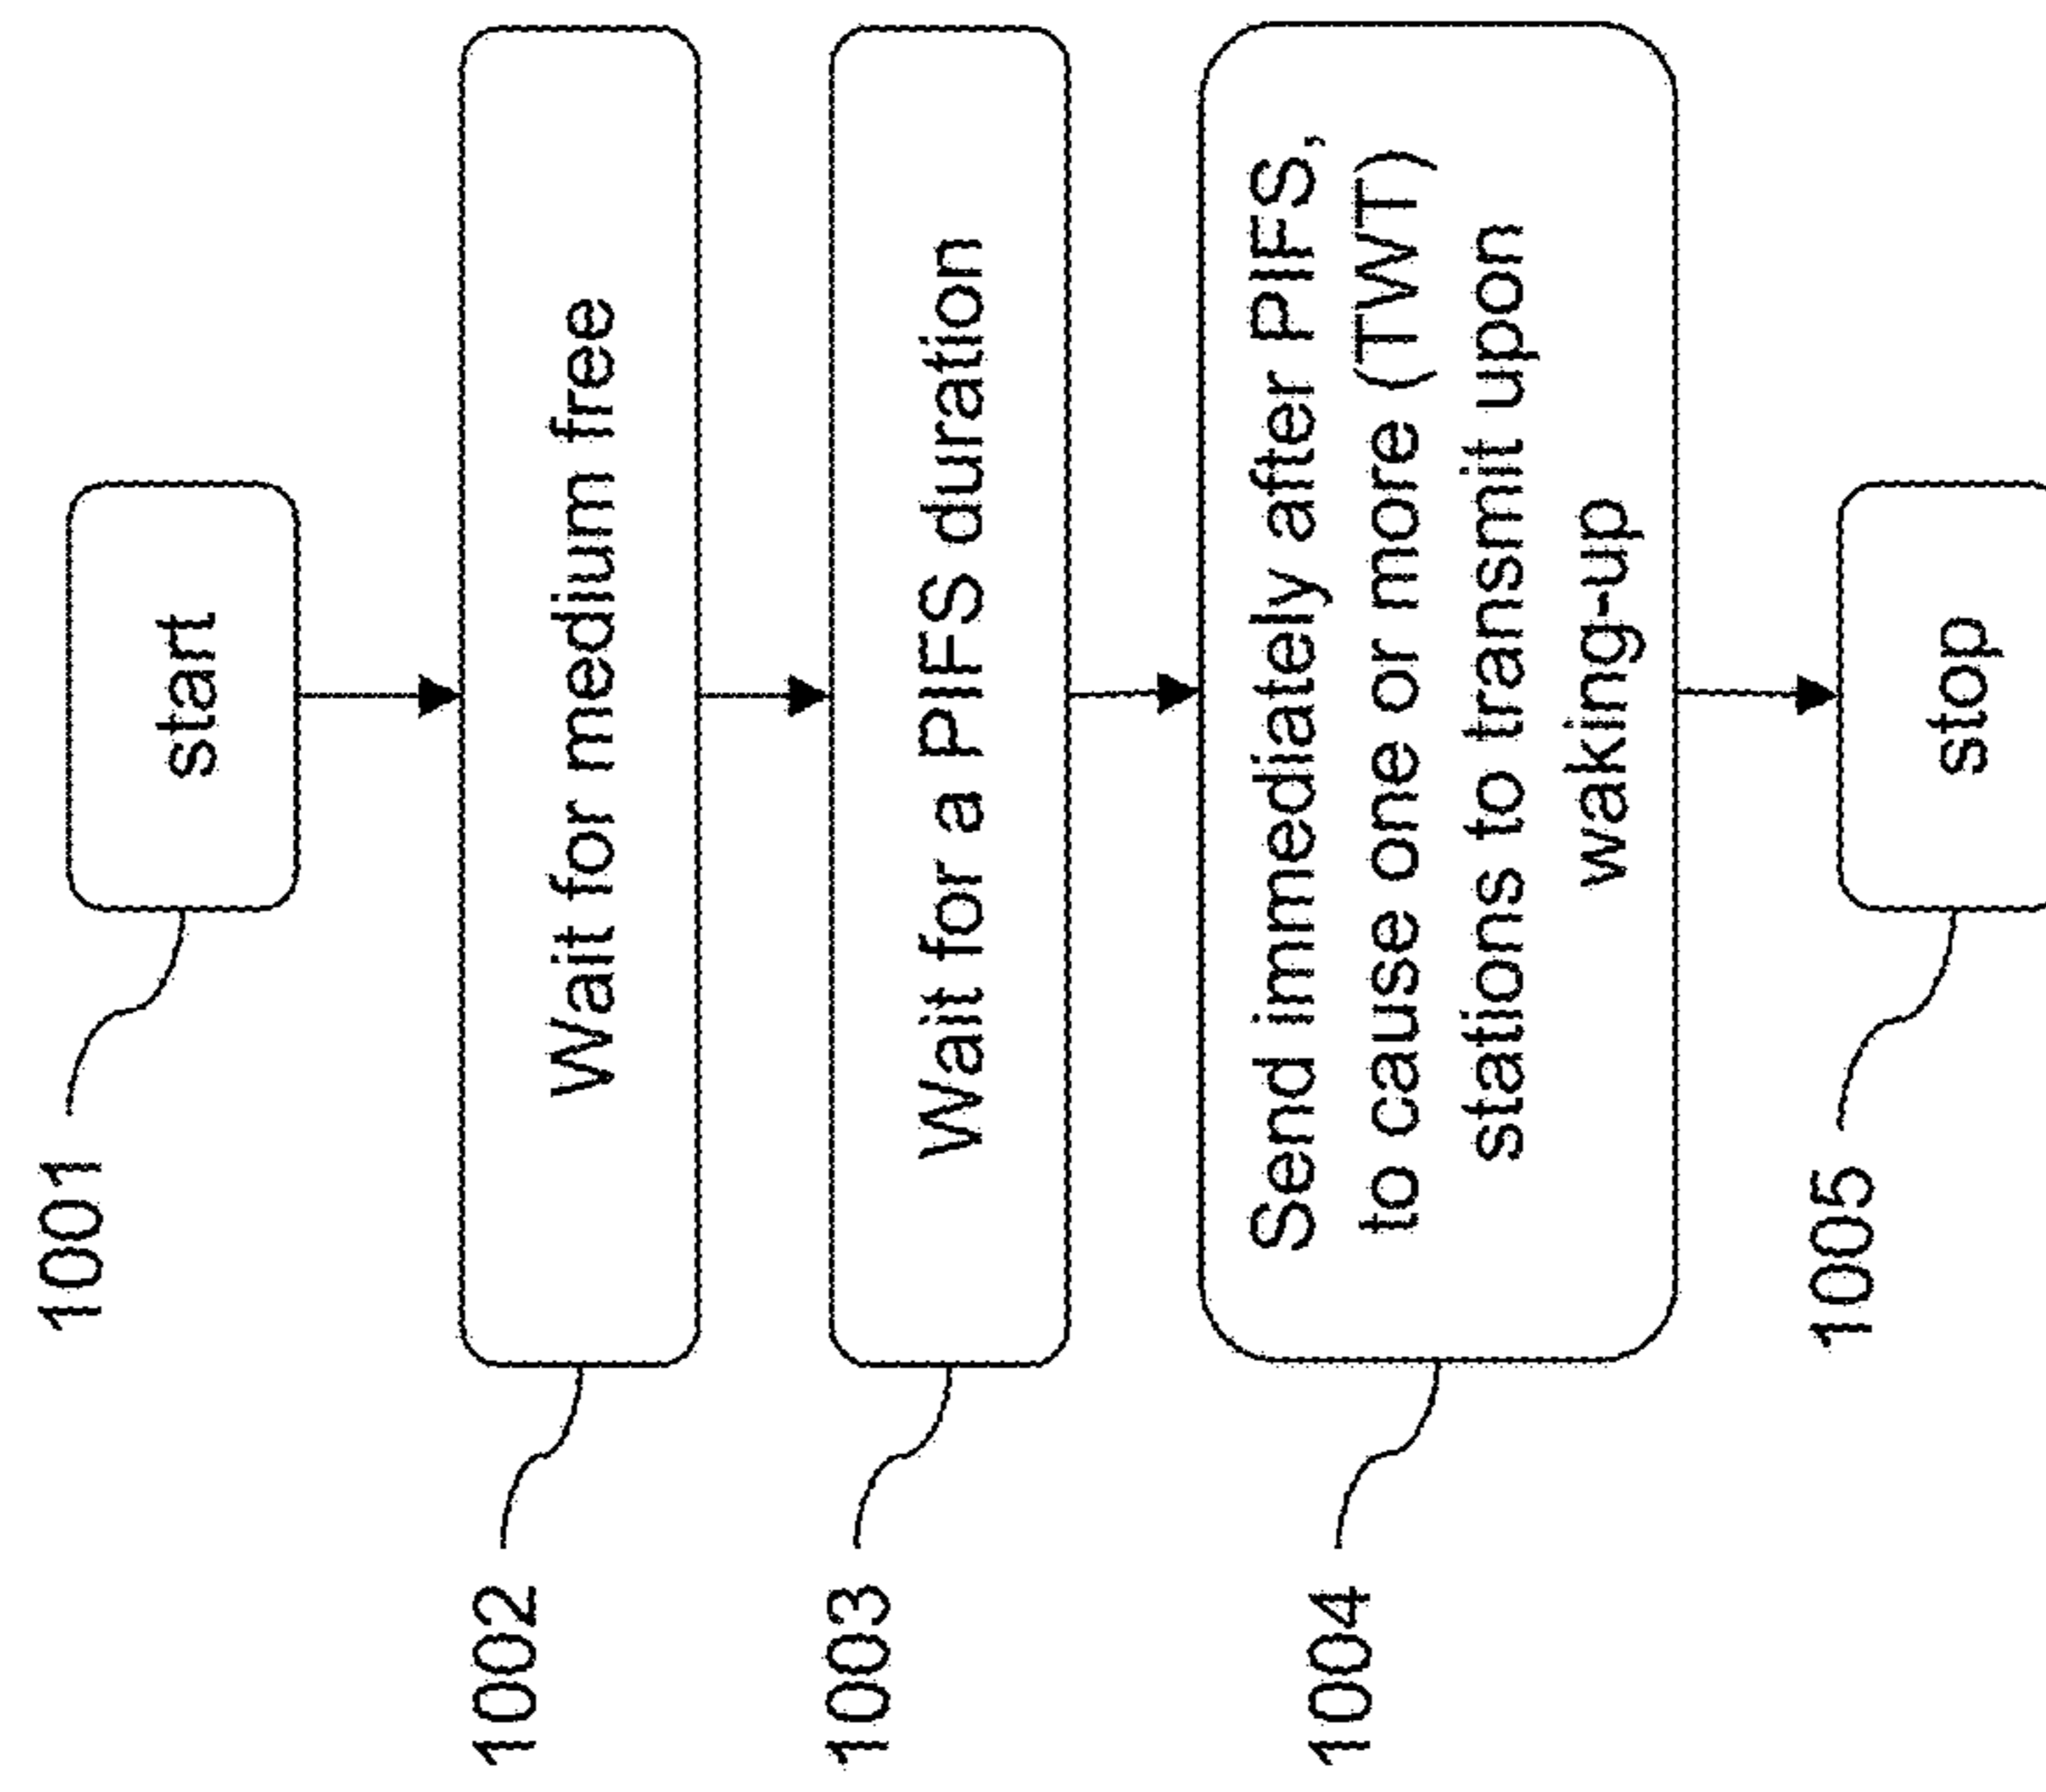 1001
start
1002
Wait for medium free
1003
Wait for a PIFS duration
1004
Send immediately after PIFS,
to cause one or more (TWT)
stations to transmit upon
waking-up
1005
stop